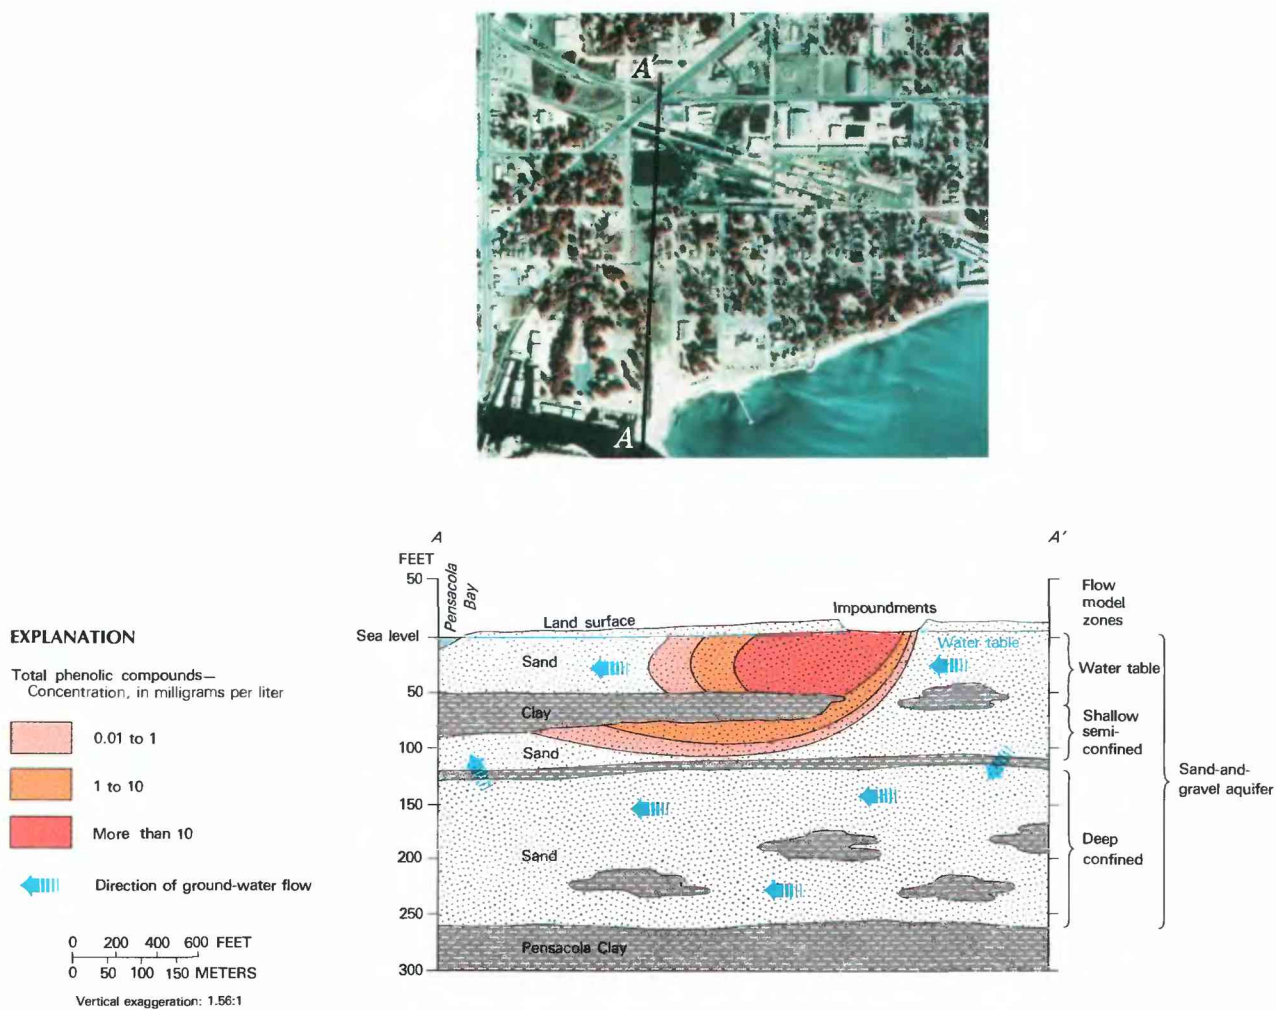 A'
A
A
A'
FEET
50
Pensacola
Bay
Sea level
50
100
150
200
250
300
Land surface
Impoundments
Water table
Sand
Clay
Sand
Sand
Pensacola Clay
Flow
model
zones
Water table
Shallow
semi-
confined
Deep
confined
Sand-and-
gravel aquifer
EXPLANATION
Total phenolic compounds—
Concentration, in milligrams per liter
0.01 to 1
1 to 10
More than 10
Direction of ground-water flow
0 200 400 600 FEET
0 50 100 150 METERS
Vertical exaggeration: 1.56:1